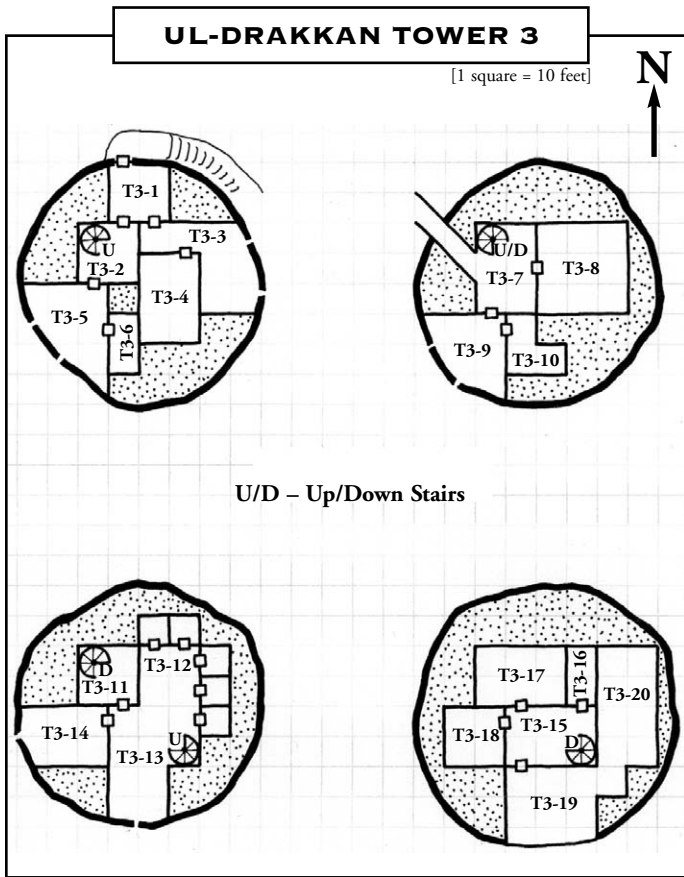 UL-DRAKKAN TOWER 3
[1 square = 10 feet]
N
T3-1
T3-3
U
T3-2
T3-4
T3-5
T3-6
U/D
T3-7
T3-8
T3-9
T3-10
U/D – Up/Down Stairs
D
T3-11
T3-12
T3-14
T3-13
U
T3-16
T3-17
T3-20
T3-15
T3-18
D
T3-19